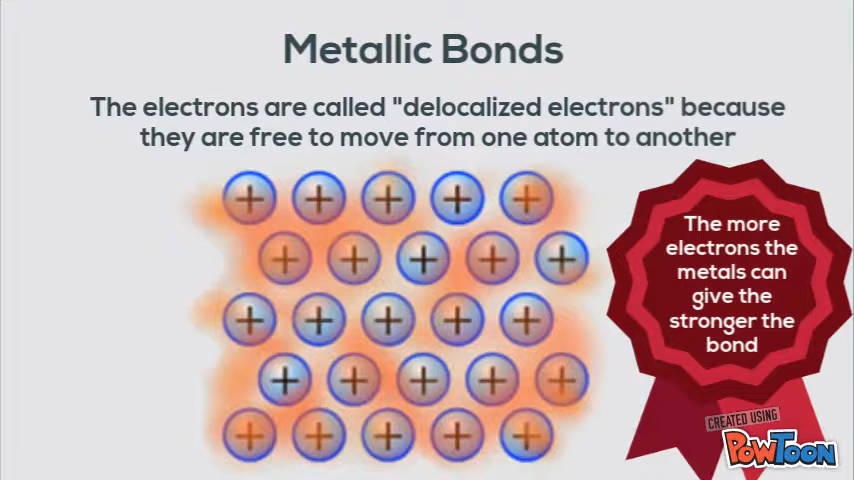 Metallic Bonds
The electrons are called "delocalized electrons" because
they are free to move from one atom to another
+ + + + +
+ + + + +
+ + + + +
+ + + + +
+ + + + +
The more
electrons the
metals can
give the
stronger the
bond
CREATED USING
POWTOON